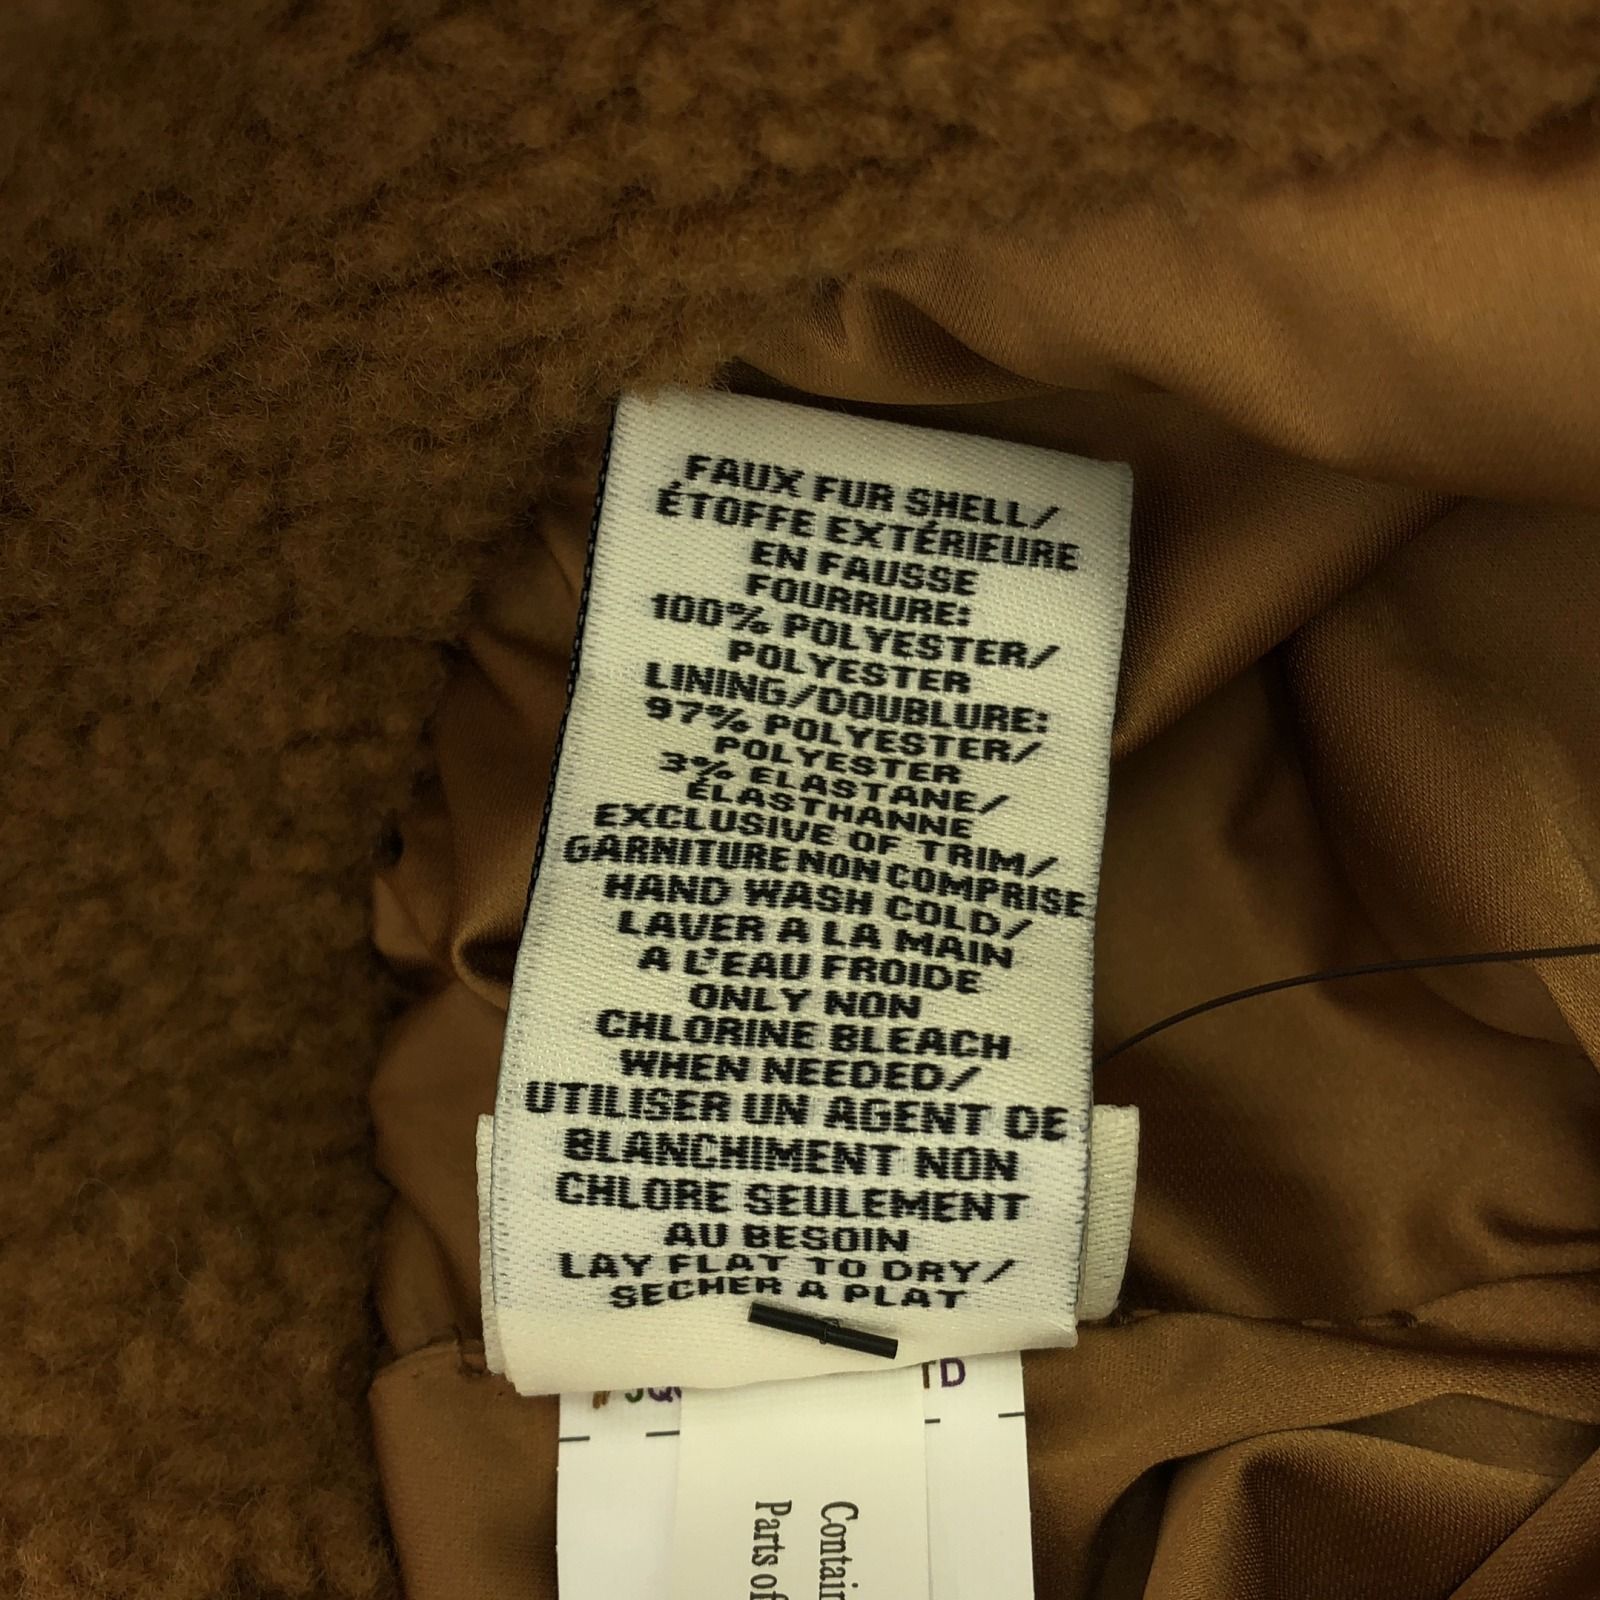 FAUX FUR SHELL/
ÉTOFFE EXTÉRIEURE
EN FAUSSE
FOURRURE:
100% POLYESTER/
POLYESTER
LINING/DOUBLURE:
97% POLYESTER/
POLYESTER
3% ELASTANE/
ÉLASTHANNE
EXCLUSIVE OF TRIM/
GARNITURE NON COMPRISE
HAND WASH COLD/
LAVER A LA MAIN
A L'EAU FROIDE
ONLY NON
CHLORINE BLEACH
WHEN NEEDED/
UTILISER UN AGENT DE
BLANCHIMENT NON
CHLORE SEULEMENT
AU BESOIN
LAY FLAT TO DRY/
SECHER A PLAT
Parts of